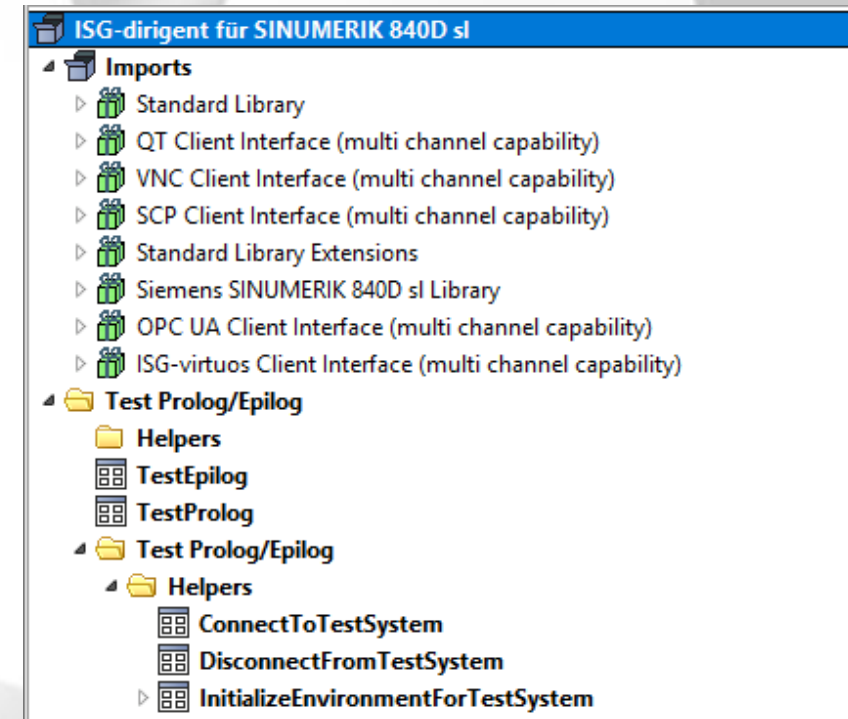 ISG-dirigent für SINUMERIK 840D sl
Imports
Standard Library
QT Client Interface (multi channel capability)
VNC Client Interface (multi channel capability)
SCP Client Interface (multi channel capability)
Standard Library Extensions
Siemens SINUMERIK 840D sl Library
OPC UA Client Interface (multi channel capability)
ISG-virtuos Client Interface (multi channel capability)
Test Prolog/Epilog
Helpers
TestEpilog
TestProlog
Test Prolog/Epilog
Helpers
ConnectToTestSystem
DisconnectFromTestSystem
InitializeEnvironmentForTestSystem